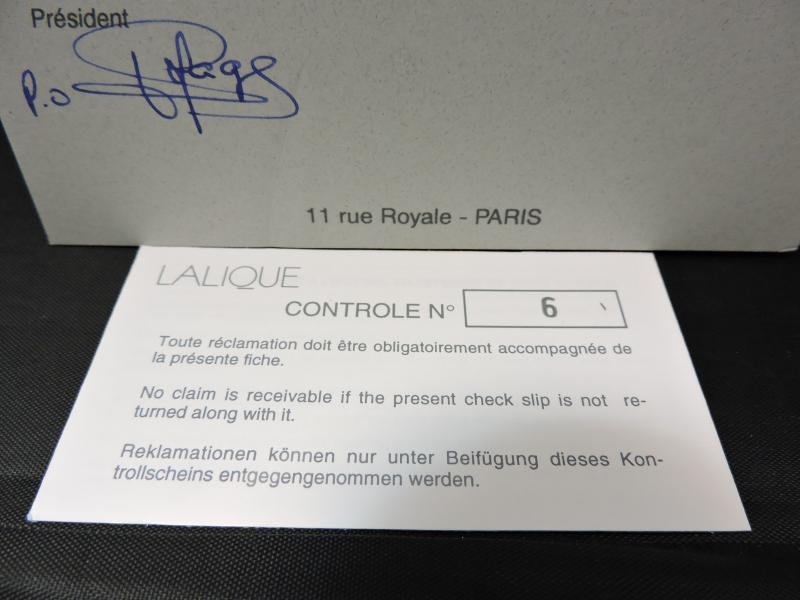 Président
P.O
11 rue Royale - PARIS
LALIQUE
CONTROLE N° 6
Toute réclamation doit être obligatoirement accompagnée de
la présente fiche.
No claim is receivable if the present check slip is not re-
turned along with it.
Reklamationen können nur unter Beifügung dieses Kon-
trollscheins entgegengenommen werden.